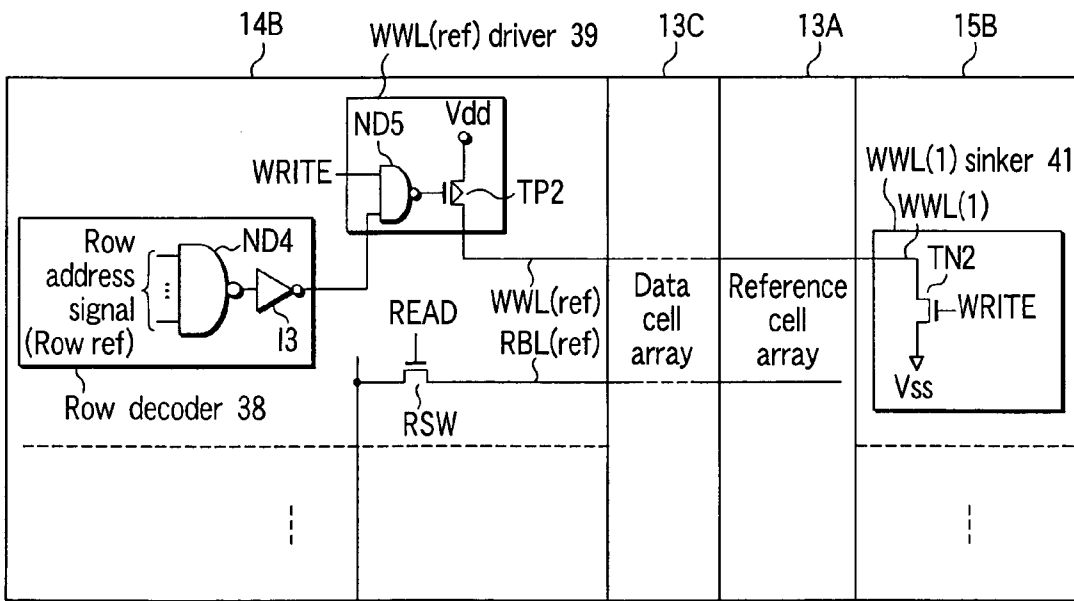 14B
WWL(ref) driver 39
13C
13A
15B
Vdd
ND5
WRITE
TP2
WWL(1) sinker 41
WWL(1)
TN2
WRITE
Vss
Row
address
signal
(Row ref)
ND4
I3
Row decoder 38
READ
RSW
WWL(ref)
RBL(ref)
Data
cell
array
Reference
cell
array